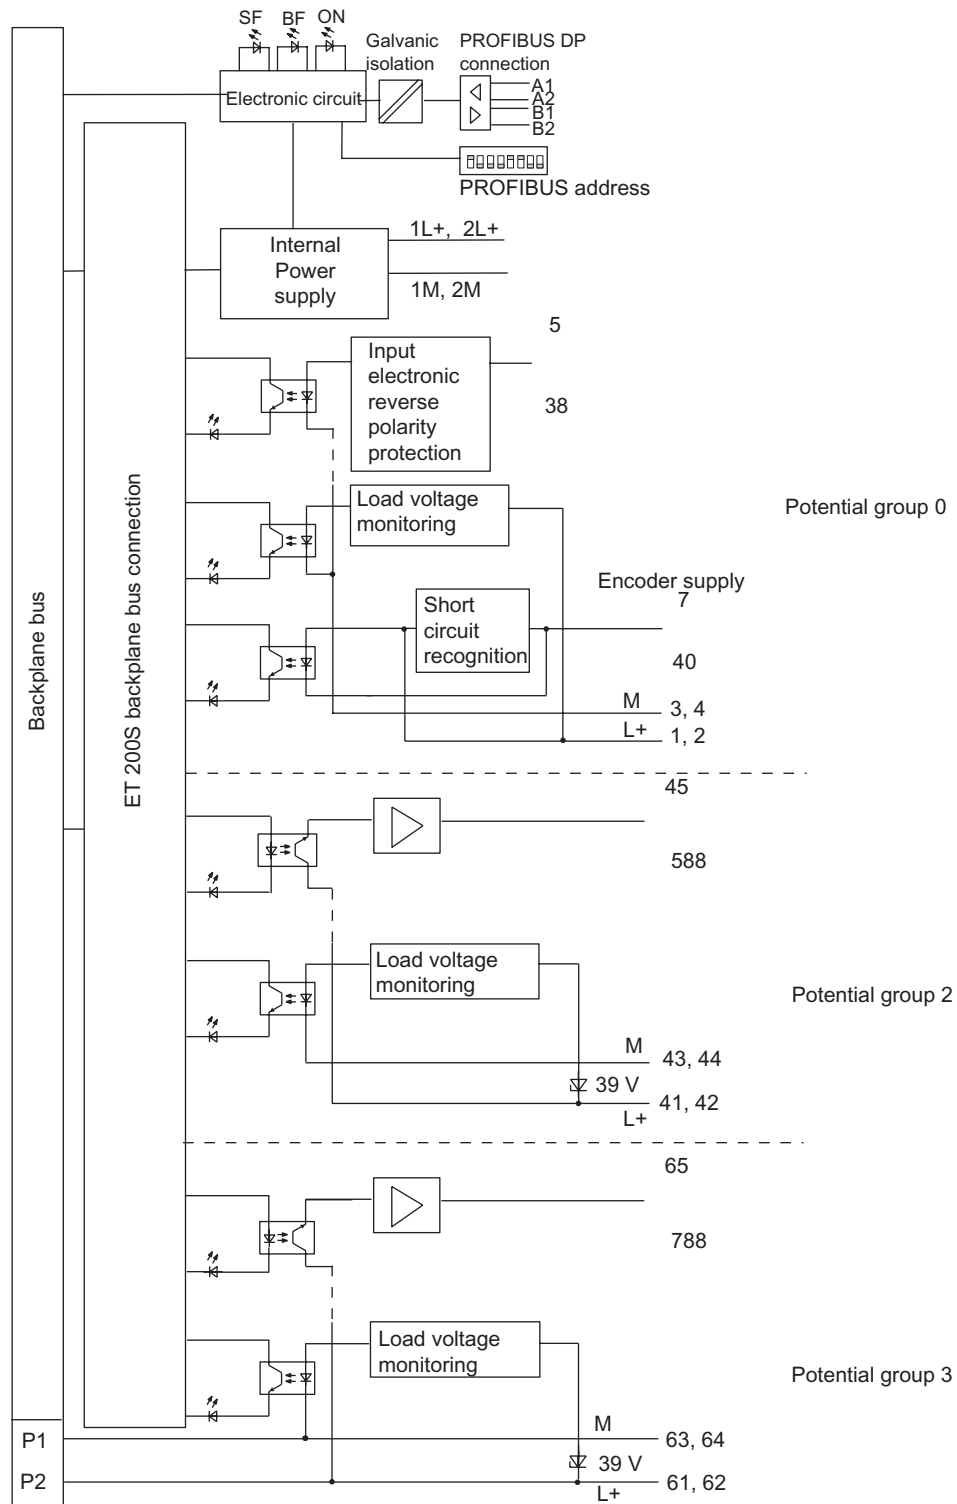 SF BF ON
Galvanic
isolation
PROFIBUS DP
connection
Electronic circuit
A1
A2
B1
B2
PROFIBUS address
Internal
Power
supply
1L+, 2L+
1M, 2M
5
38
Input
electronic
reverse
polarity
protection
Load voltage
monitoring
Potential group 0
Encoder supply
7
Short
circuit
recognition
40
M 3, 4
L+ 1, 2
Backplane bus
ET 200S backplane bus connection
45
588
Load voltage
monitoring
Potential group 2
M 43, 44
39 V
41, 42
L+
65
788
Load voltage
monitoring
Potential group 3
M
P1 63, 64
39 V
P2 61, 62
L+